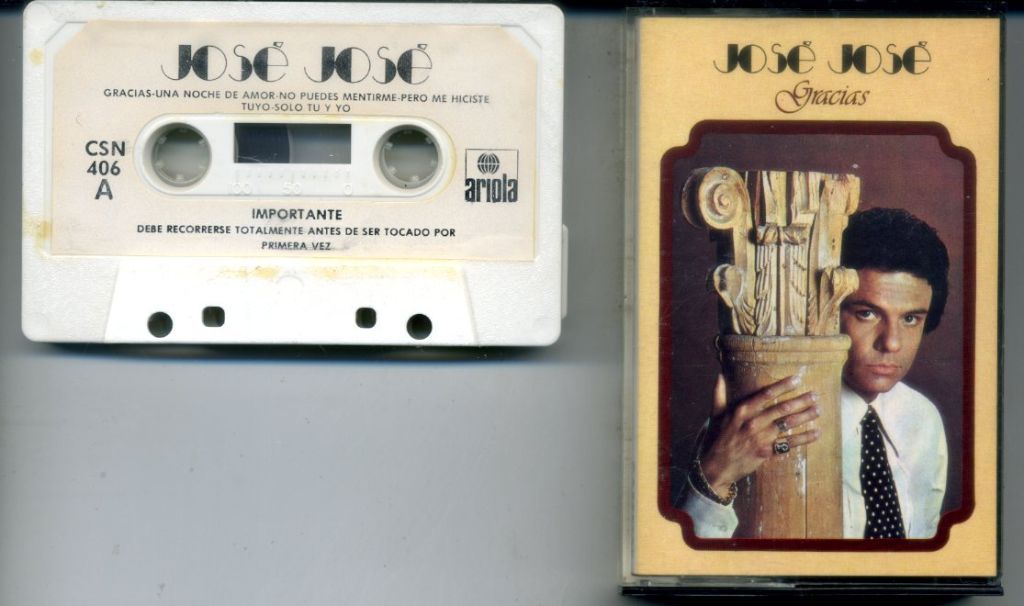 José José
GRACIAS-UNA NOCHE DE AMOR-NO PUEDES MENTIRME-PERO ME HICISTE
TUYO-SOLO TU Y YO
CSN
406
A
100 50 0
ariola
IMPORTANTE
DEBE RECORRERSE TOTALMENTE ANTES DE SER TOCADO POR
PRIMERA VEZ
José José
Gracias